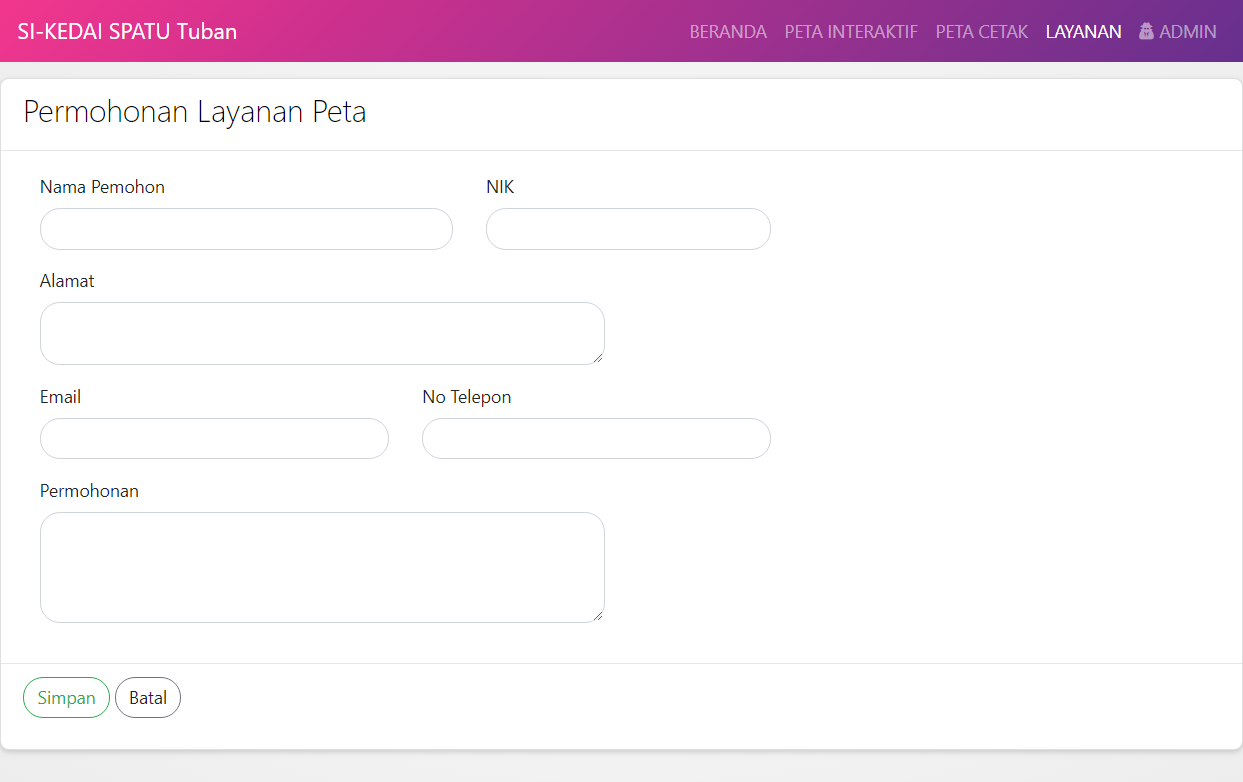 SI-KEDAI SPATU Tuban BERANDA PETA INTERAKTIF PETA CETAK LAYANAN ADMIN
Permohonan Layanan Peta
Nama Pemohon NIK
Alamat
Email No Telepon
Permohonan
Simpan Batal